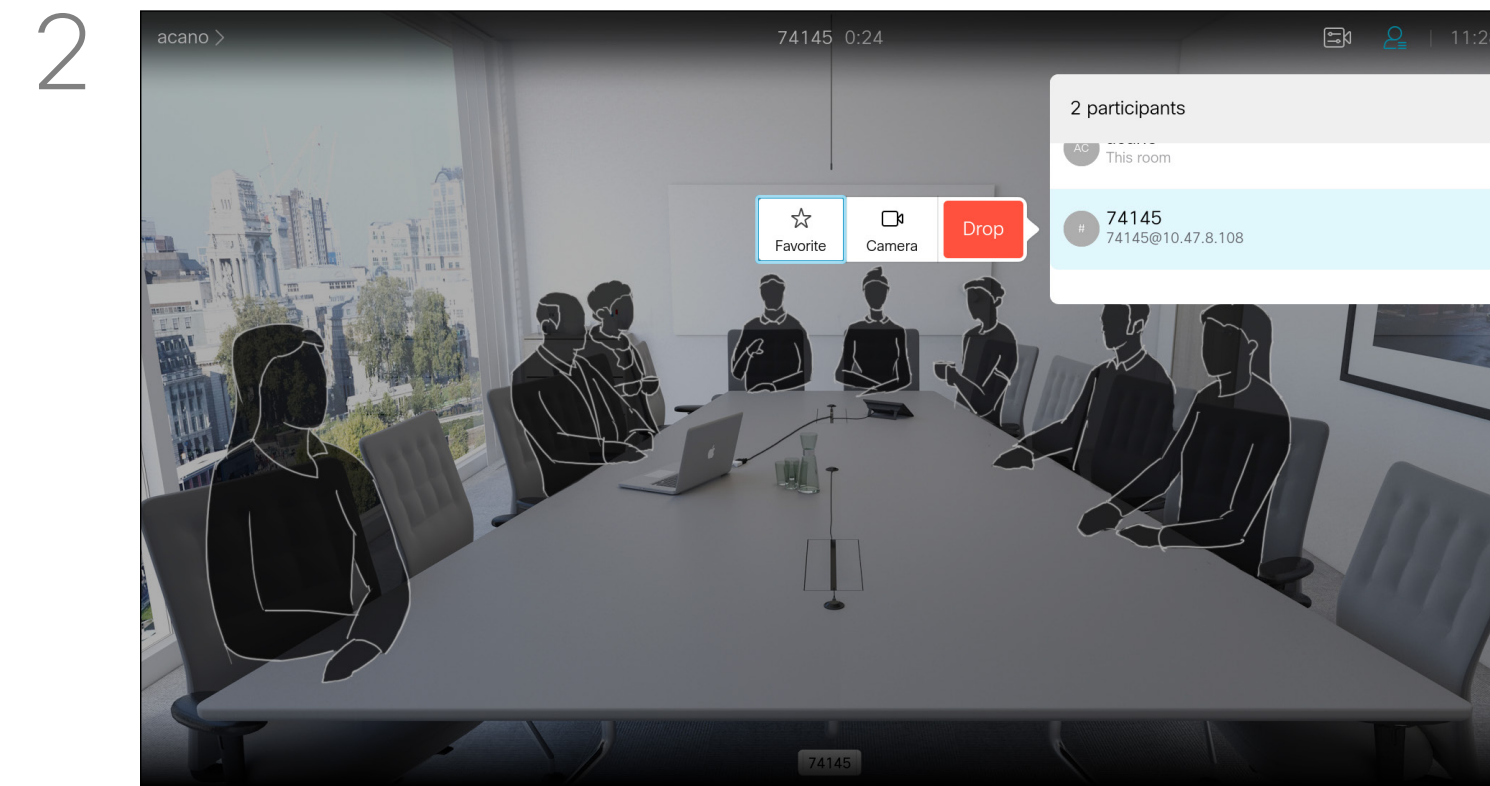 2
acano >
74145 0:24
11:2
2 participants
AC
This room
#
74145
74145@10.47.8.108
Favorite
Camera
Drop
74145